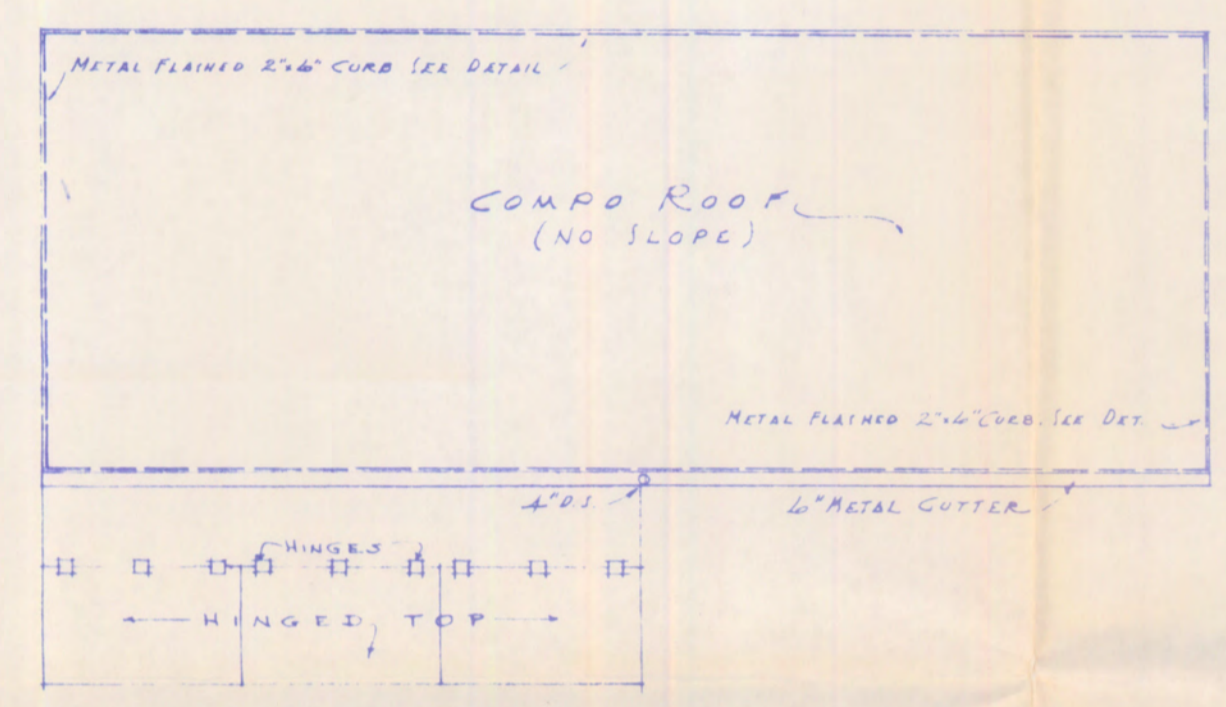 METAL FLASHED 2"x6" CURB SEE DETAIL
COMPO ROOF
(NO SLOPE)
METAL FLASHED 2"x6" CURB. SEE DET.
4" D.S.
6" METAL GUTTER
HINGES
HINGED TOP